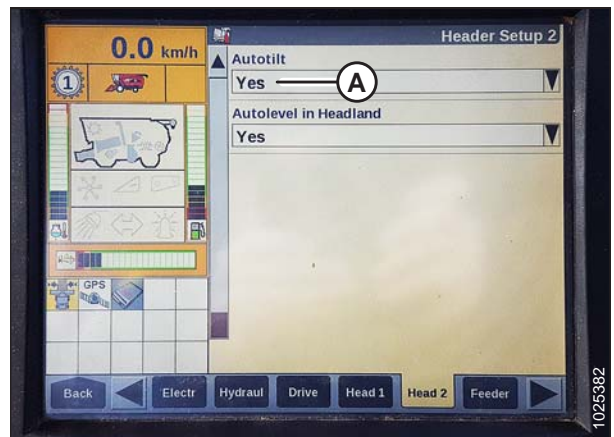 0.0 km/h
Header Setup 2
1
Autotilt
Yes
A
Autolevel in Headland
Yes
GPS
Back
Electr
Hydraul
Drive
Head 1
Head 2
Feeder
1025382